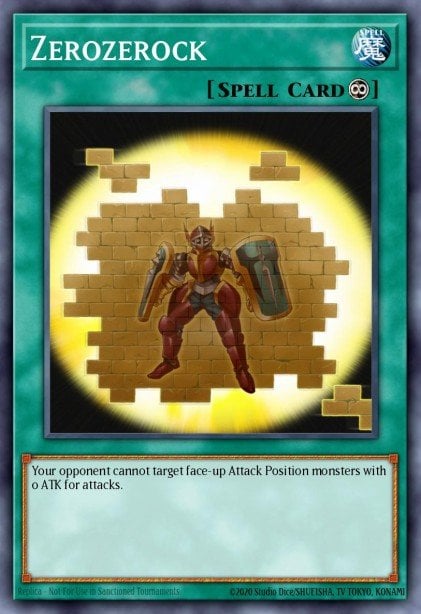 Zerozerock
SPELL
魔
[Spell Card]
Your opponent cannot target face-up Attack Position monsters with
0 ATK for attacks.
Replica - Not For Use in Sanctioned Tournaments
©2020 Studio Dice/SHUEISHA, TV TOKYO, KONAMI